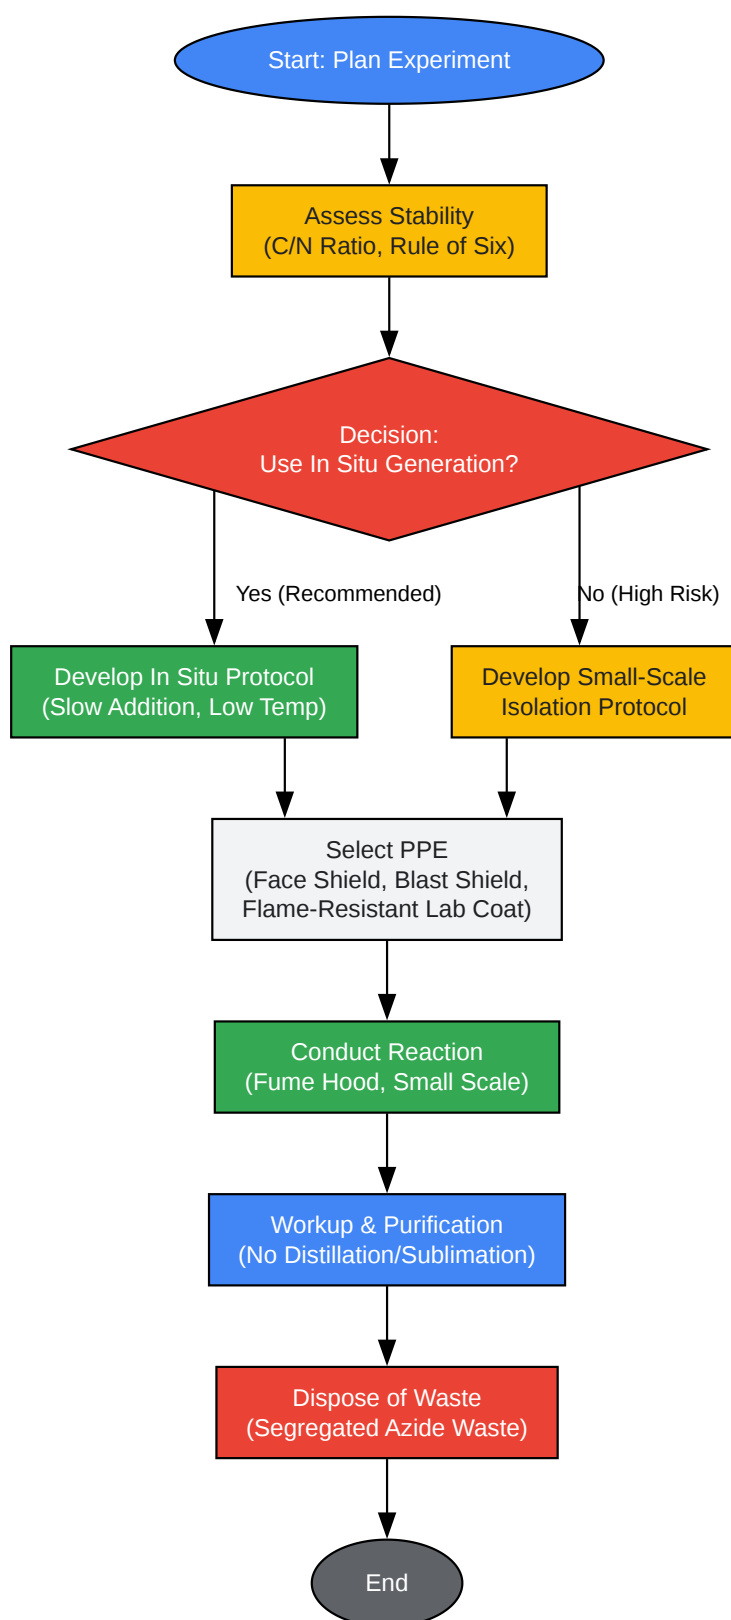 Start: Plan Experiment
Assess Stability
(C/N Ratio, Rule of Six)
Decision:
Use In Situ Generation?
Yes (Recommended)
No (High Risk)
Develop In Situ Protocol
(Slow Addition, Low Temp)
Develop Small-Scale
Isolation Protocol
Select PPE
(Face Shield, Blast Shield,
Flame-Resistant Lab Coat)
Conduct Reaction
(Fume Hood, Small Scale)
Workup & Purification
(No Distillation/Sublimation)
Dispose of Waste
(Segregated Azide Waste)
End